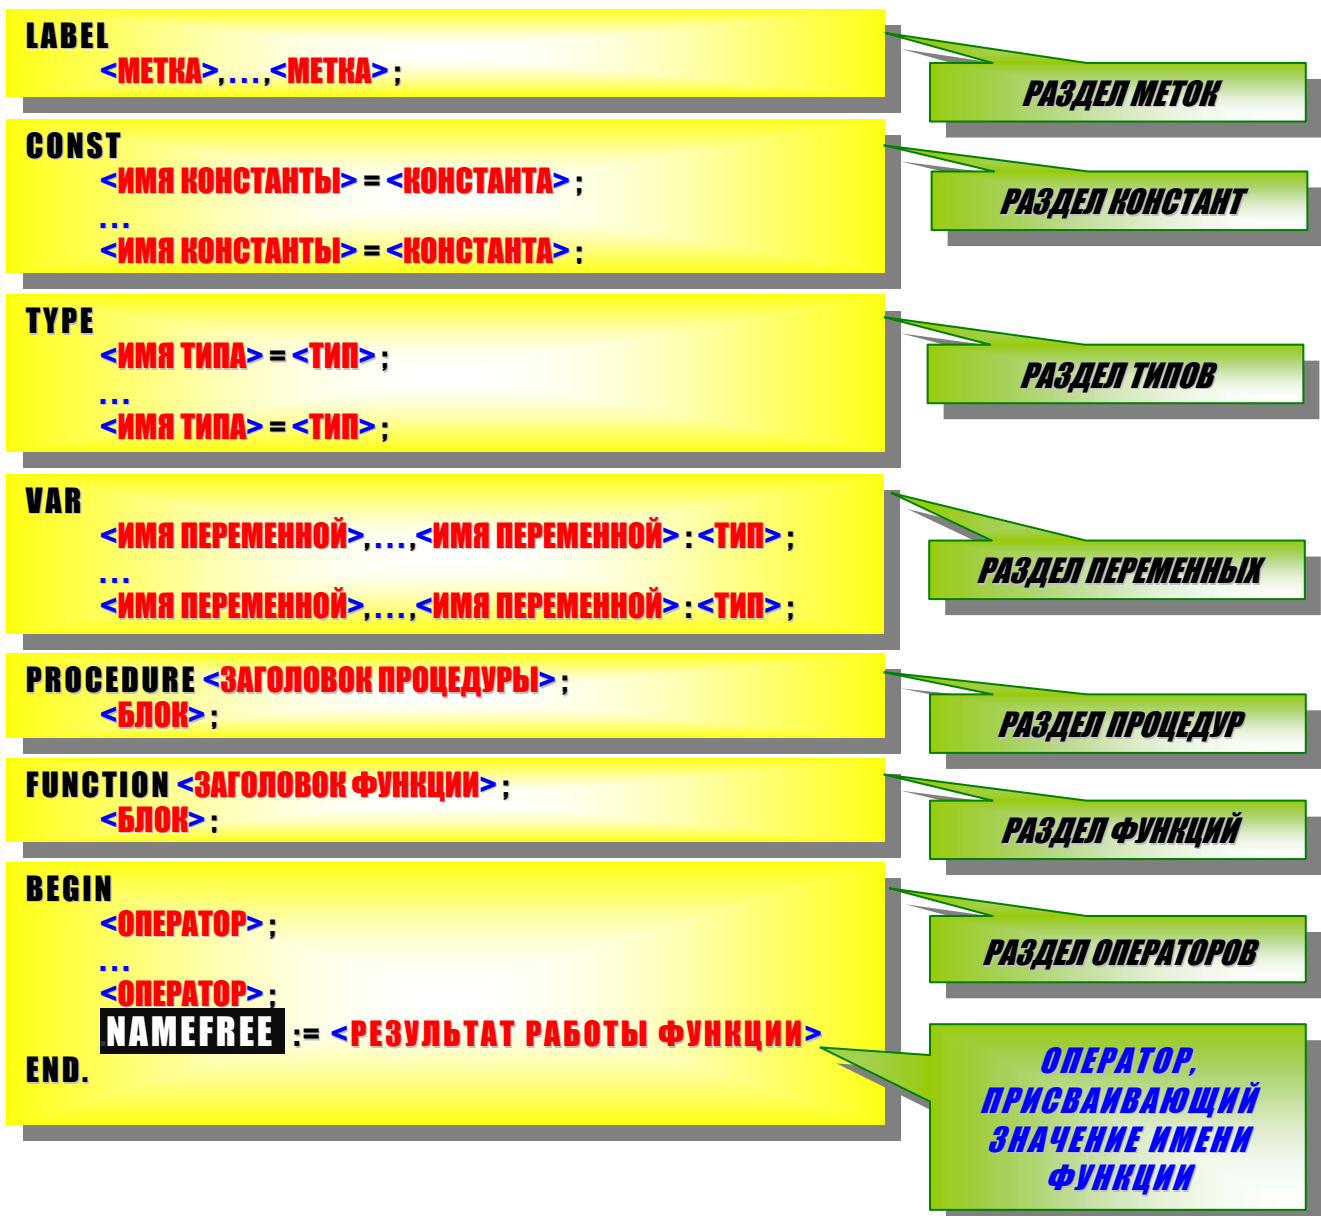 LABEL
<МЕТКА>,...,<МЕТКА>;
РАЗДЕЛ МЕТОК
CONST
<ИМЯ КОНСТАНТЫ> = <КОНСТАНТА>;
...
<ИМЯ КОНСТАНТЫ> = <КОНСТАНТА>;
РАЗДЕЛ КОНСТАНТ
TYPE
<ИМЯ ТИПА> = <ТИП>;
...
<ИМЯ ТИПА> = <ТИП>;
РАЗДЕЛ ТИПОВ
VAR
<ИМЯ ПЕРЕМЕННОЙ>,...,<ИМЯ ПЕРЕМЕННОЙ> : <ТИП>;
...
<ИМЯ ПЕРЕМЕННОЙ>,...,<ИМЯ ПЕРЕМЕННОЙ> : <ТИП>;
РАЗДЕЛ ПЕРЕМЕННЫХ
PROCEDURE <ЗАГОЛОВОК ПРОЦЕДУРЫ>;
<БЛОК>;
РАЗДЕЛ ПРОЦЕДУР
FUNCTION <ЗАГОЛОВОК ФУНКЦИИ>;
<БЛОК>;
РАЗДЕЛ ФУНКЦИЙ
BEGIN
<ОПЕРАТОР>;
...
<ОПЕРАТОР>;
NAMEFREE := <РЕЗУЛЬТАТ РАБОТЫ ФУНКЦИИ>
END.
РАЗДЕЛ ОПЕРАТОРОВ
ОПЕРАТОР,
ПРИСВАИВАЮЩИЙ
ЗНАЧЕНИЕ ИМЕНИ
ФУНКЦИИ